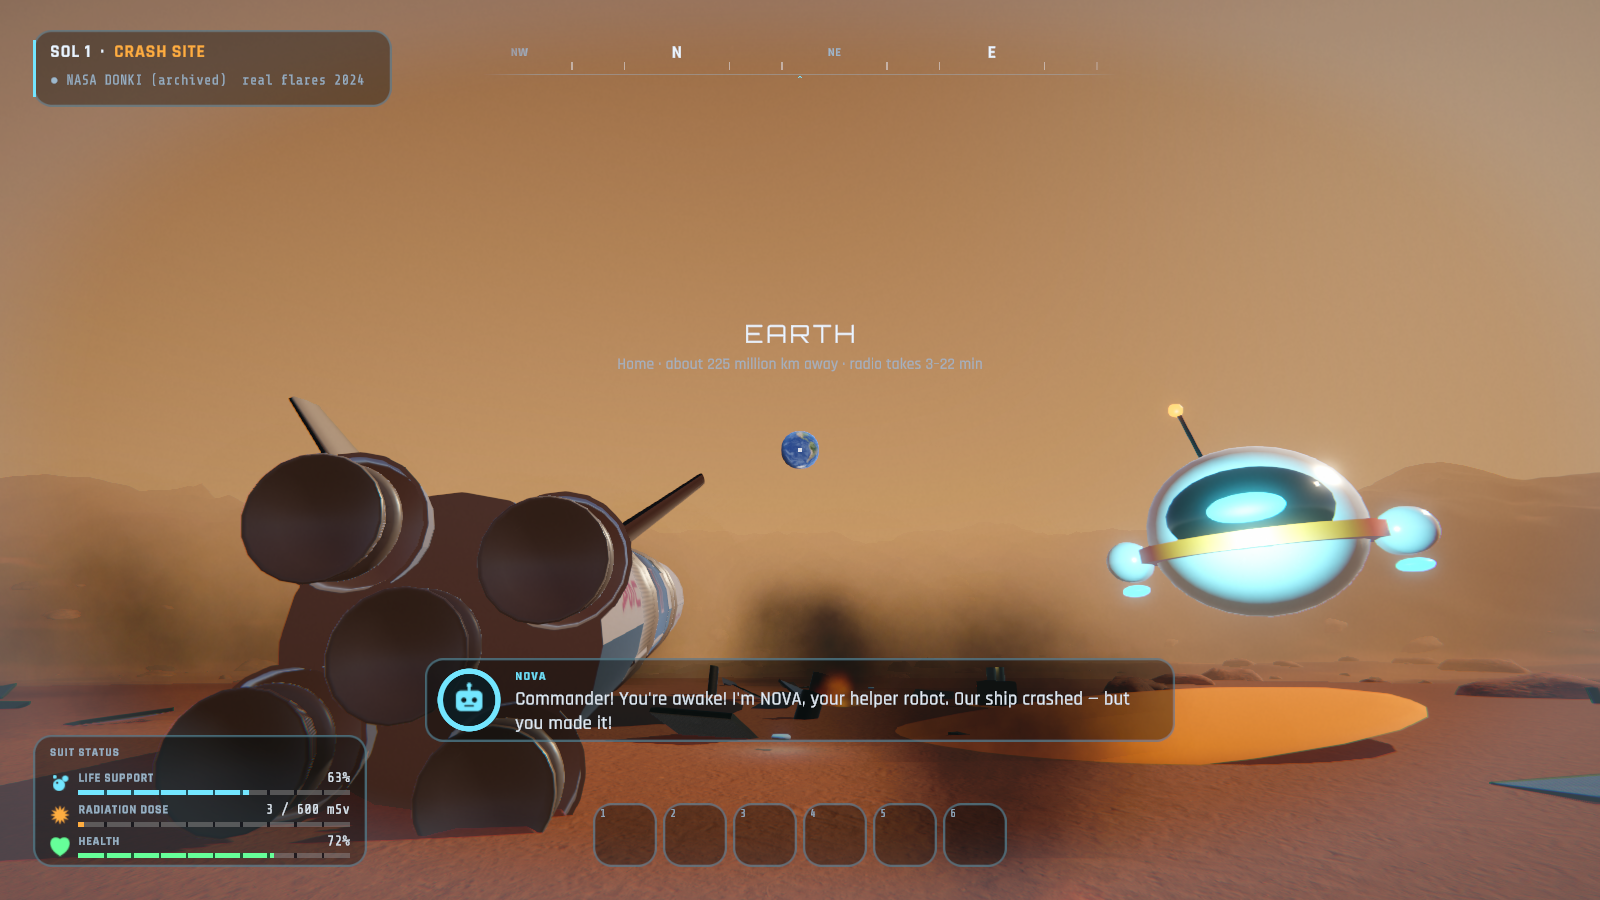 SOL 1 · CRASH SITE
NASA DONKI (archived) real flares 2024
NW N NE E
EARTH
Home · about 225 million km away · radio takes 3-22 min
NOVA
Commander! You're awake! I'm NOVA, your helper robot. Our ship crashed — but
you made it!
SUIT STATUS
LIFE SUPPORT 63%
RADIATION DOSE 3 / 600 mSv
HEALTH 72%
1 2 3 4 5 6